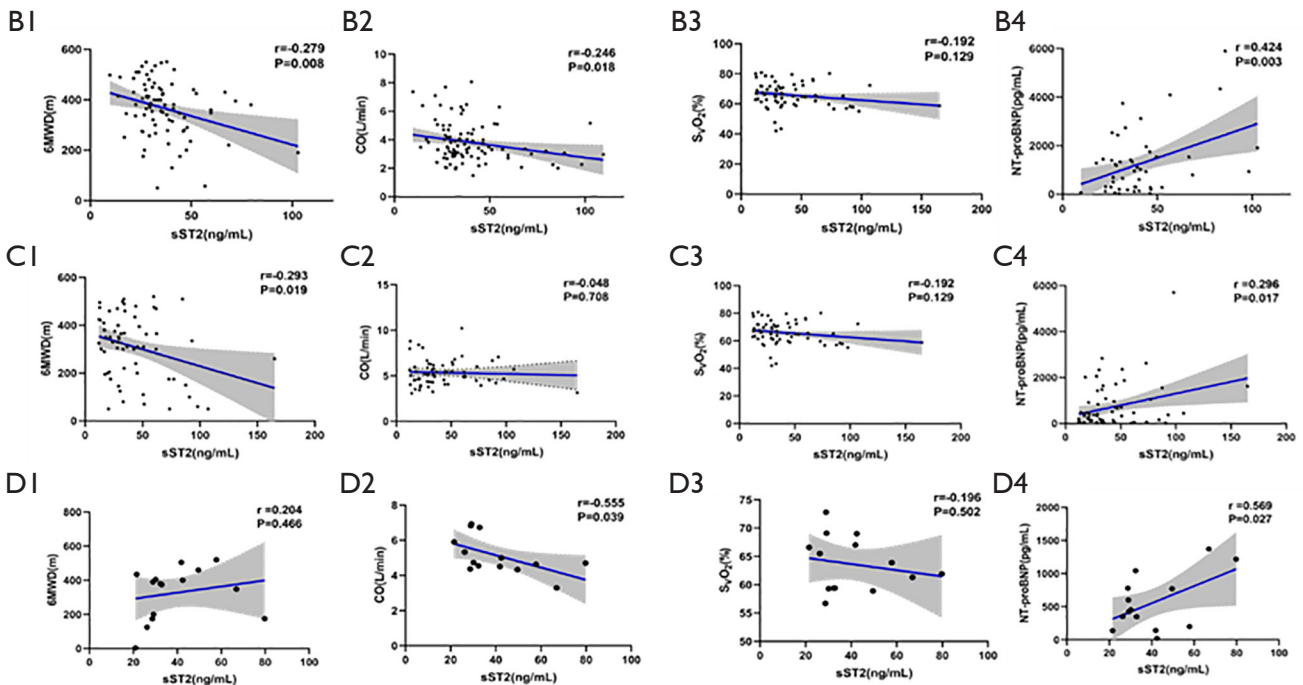 B1
r=-0.279
P=0.008
6MWD(m)
600
400
200
0
0
50
100
sST2(ng/mL)
B2
r=-0.246
P=0.018
CO(L/min)
10
8
6
4
2
0
0
50
100
sST2(ng/mL)
B3
r=-0.192
P=0.129
SVO2(%)
100
80
60
40
20
0
0
50
100
150
200
sST2(ng/mL)
B4
r =0.424
P=0.003
NT-proBNP(pg/mL)
6000
4000
2000
0
0
50
100
sST2(ng/mL)
C1
r=-0.293
P=0.019
6MWD(m)
600
400
200
0
0
50
100
150
200
sST2(ng/mL)
C2
r=-0.048
P=0.708
CO(L/min)
15
10
5
0
0
50
100
150
200
sST2(ng/mL)
C3
r=-0.192
P=0.129
SVO2(%)
100
80
60
40
20
0
0
50
100
150
200
sST2(ng/mL)
C4
r =0.296
P=0.017
NT-proBNP(pg/mL)
6000
4000
2000
0
0
50
100
150
200
sST2(ng/mL)
D1
r =0.204
P=0.466
6MWD(m)
800
600
400
200
0
0
20
40
60
80
100
sST2(ng/mL)
D2
r=-0.555
P=0.039
CO(L/min)
8
6
4
2
0
0
20
40
60
80
100
sST2(ng/mL)
D3
r=-0.196
P=0.502
SVO2(%)
75
70
65
60
55
50
0
20
40
60
80
100
sST2(ng/mL)
D4
r =0.569
P=0.027
NT-proBNP(pg/mL)
2000
1500
1000
500
0
0
20
40
60
80
100
sST2(ng/mL)